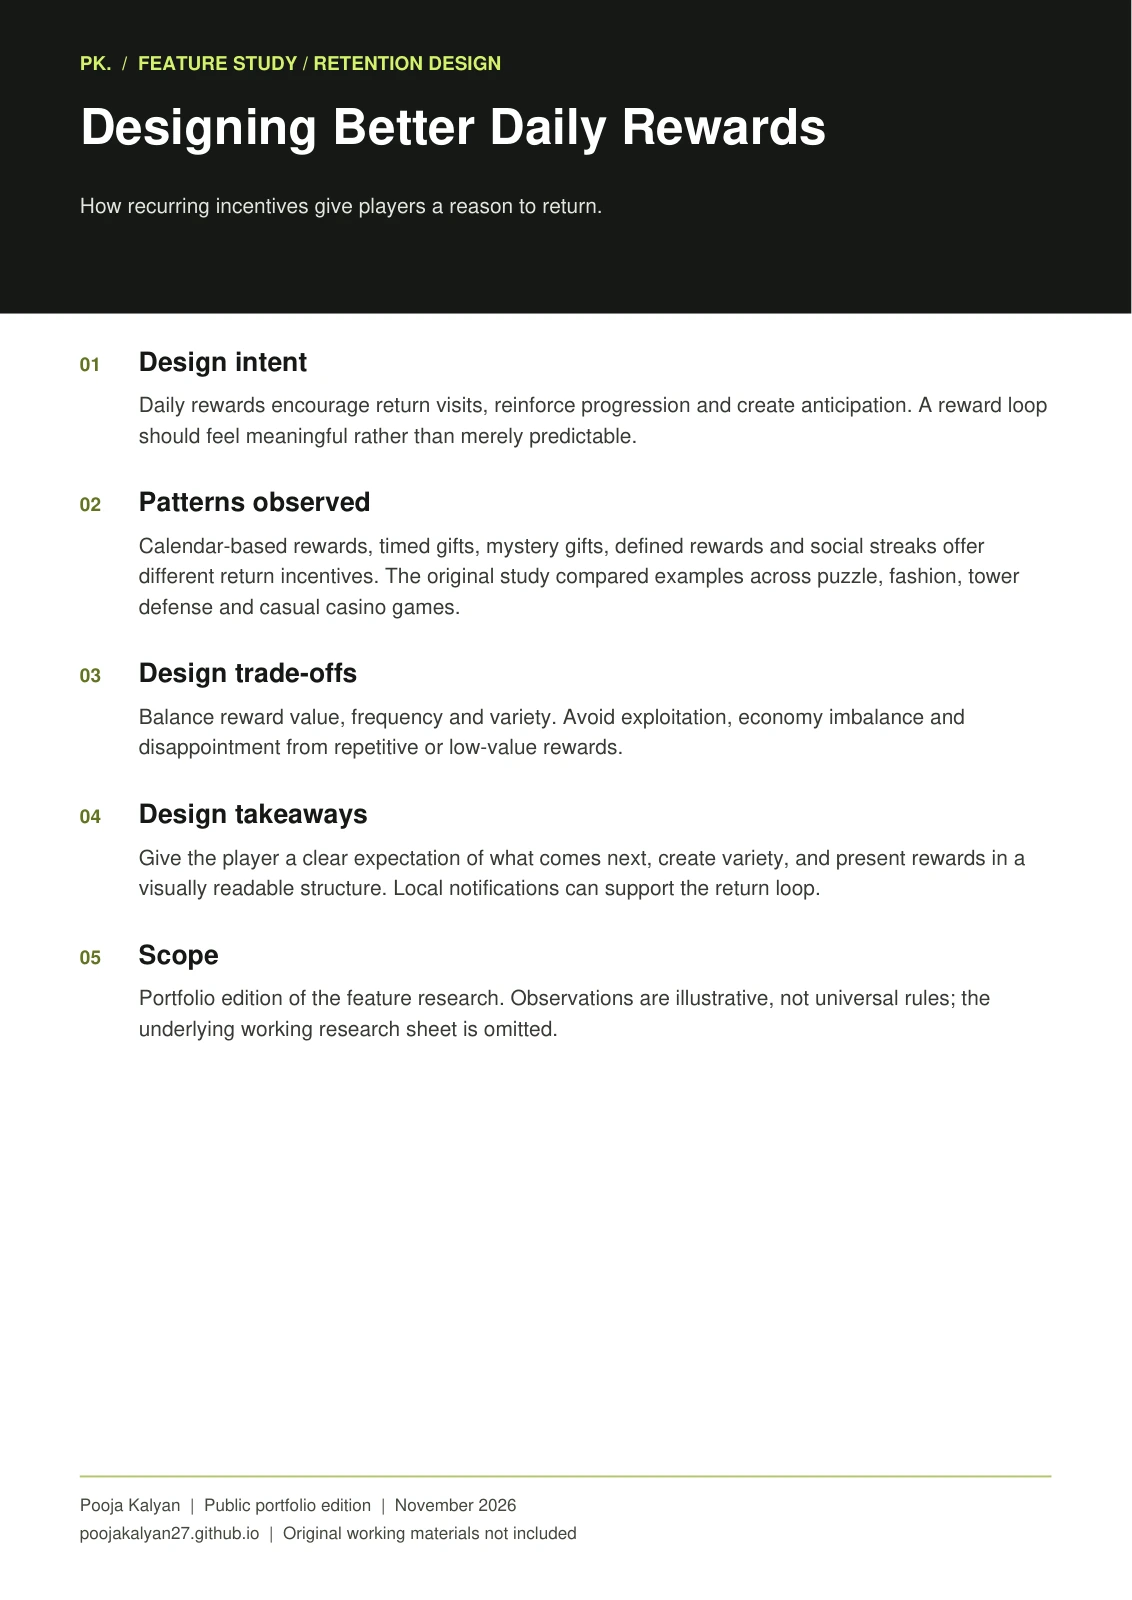 PK. / FEATURE STUDY / RETENTION DESIGN
Designing Better Daily Rewards
How recurring incentives give players a reason to return.
01 Design intent
Daily rewards encourage return visits, reinforce progression and create anticipation. A reward loop
should feel meaningful rather than merely predictable.
02 Patterns observed
Calendar-based rewards, timed gifts, mystery gifts, defined rewards and social streaks offer
different return incentives. The original study compared examples across puzzle, fashion, tower
defense and casual casino games.
03 Design trade-offs
Balance reward value, frequency and variety. Avoid exploitation, economy imbalance and
disappointment from repetitive or low-value rewards.
04 Design takeaways
Give the player a clear expectation of what comes next, create variety, and present rewards in a
visually readable structure. Local notifications can support the return loop.
05 Scope
Portfolio edition of the feature research. Observations are illustrative, not universal rules; the
underlying working research sheet is omitted.
Pooja Kalyan | Public portfolio edition | November 2026
poojakalyan27.github.io | Original working materials not included